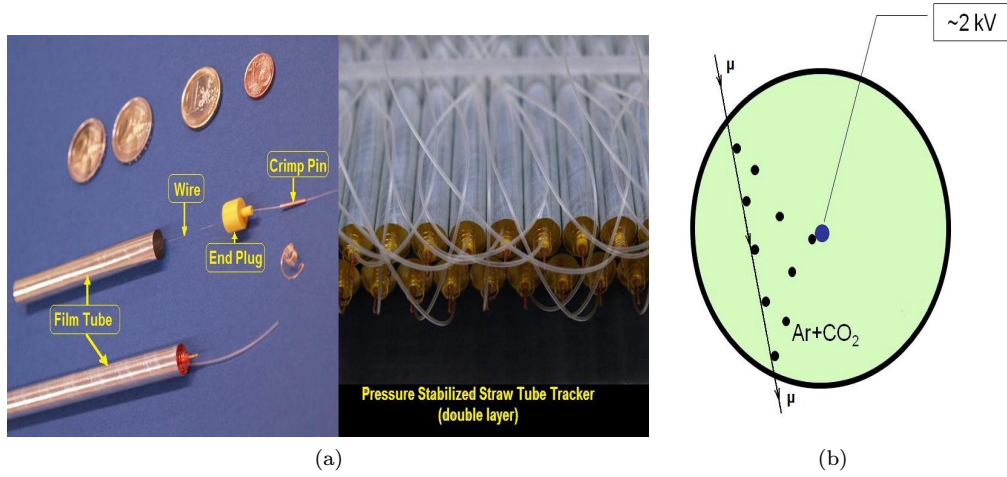 Wire
Crimp Pin
End Plug
Film Tube
Pressure Stabilized Straw Tube Tracker
(double layer)
(a)
~2 kV
μ
Ar+CO₂
μ
(b)